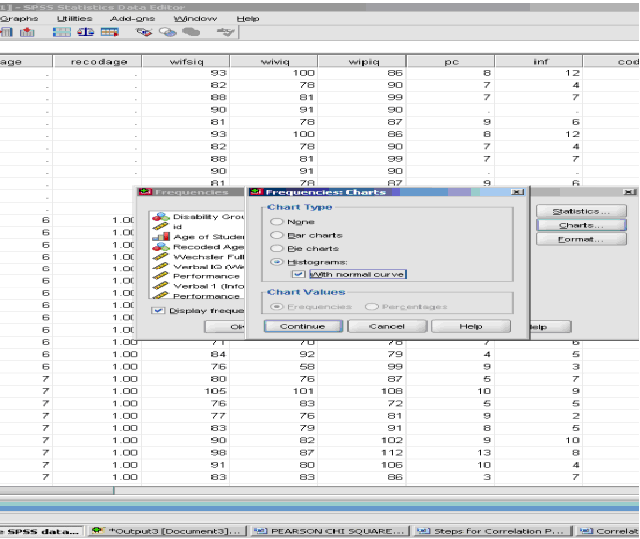 1] - SPSS Statistics Data Editor
Graphs Utilities Add-ons Window Help
age recodage wifsiq wiviq wipiq pc inf cod
. . 93 100 86 8 12
. . 82 78 90 7 4
. . 88 81 99 7 7
. . 90 91 90 . .
. . 81 78 87 9 6
. . 93 100 86 8 12
. . 82 78 90 7 4
. . 88 81 99 7 7
. . 90 91 90 . .
. . 81 78 87 9 6
Frequencies
Frequencies: Charts
Disability Grou
id
Age of Stude
Recoded Age
Wechsler Full
Verbal IQ (We
Performance
Verbal 1 (Info
Performance
Display freque
Chart Type
None
Bar charts
Pie charts
Histograms:
With normal curve
Chart Values
Frequencies Percentages
Continue Cancel Help
Statistics...
Charts...
Format...
OK
Help
6 1.00
6 1.00
6 1.00
6 1.00
6 1.00
6 1.00
6 1.00
6 1.00
6 1.00
6 1.00 71 70 78 7 6
6 1.00 84 92 79 4 5
6 1.00 76 58 99 9 3
7 1.00 80 76 87 5 7
7 1.00 105 101 108 10 9
7 1.00 76 83 72 5 5
7 1.00 77 76 81 9 2
7 1.00 83 79 91 8 5
7 1.00 90 82 102 9 10
7 1.00 98 87 112 13 8
7 1.00 91 80 106 10 4
7 1.00 83 83 86 3 7
e SPSS data... *Output3 [Document3]... PEARSON CHI SQUARE... Steps for Correlation P... Correlat